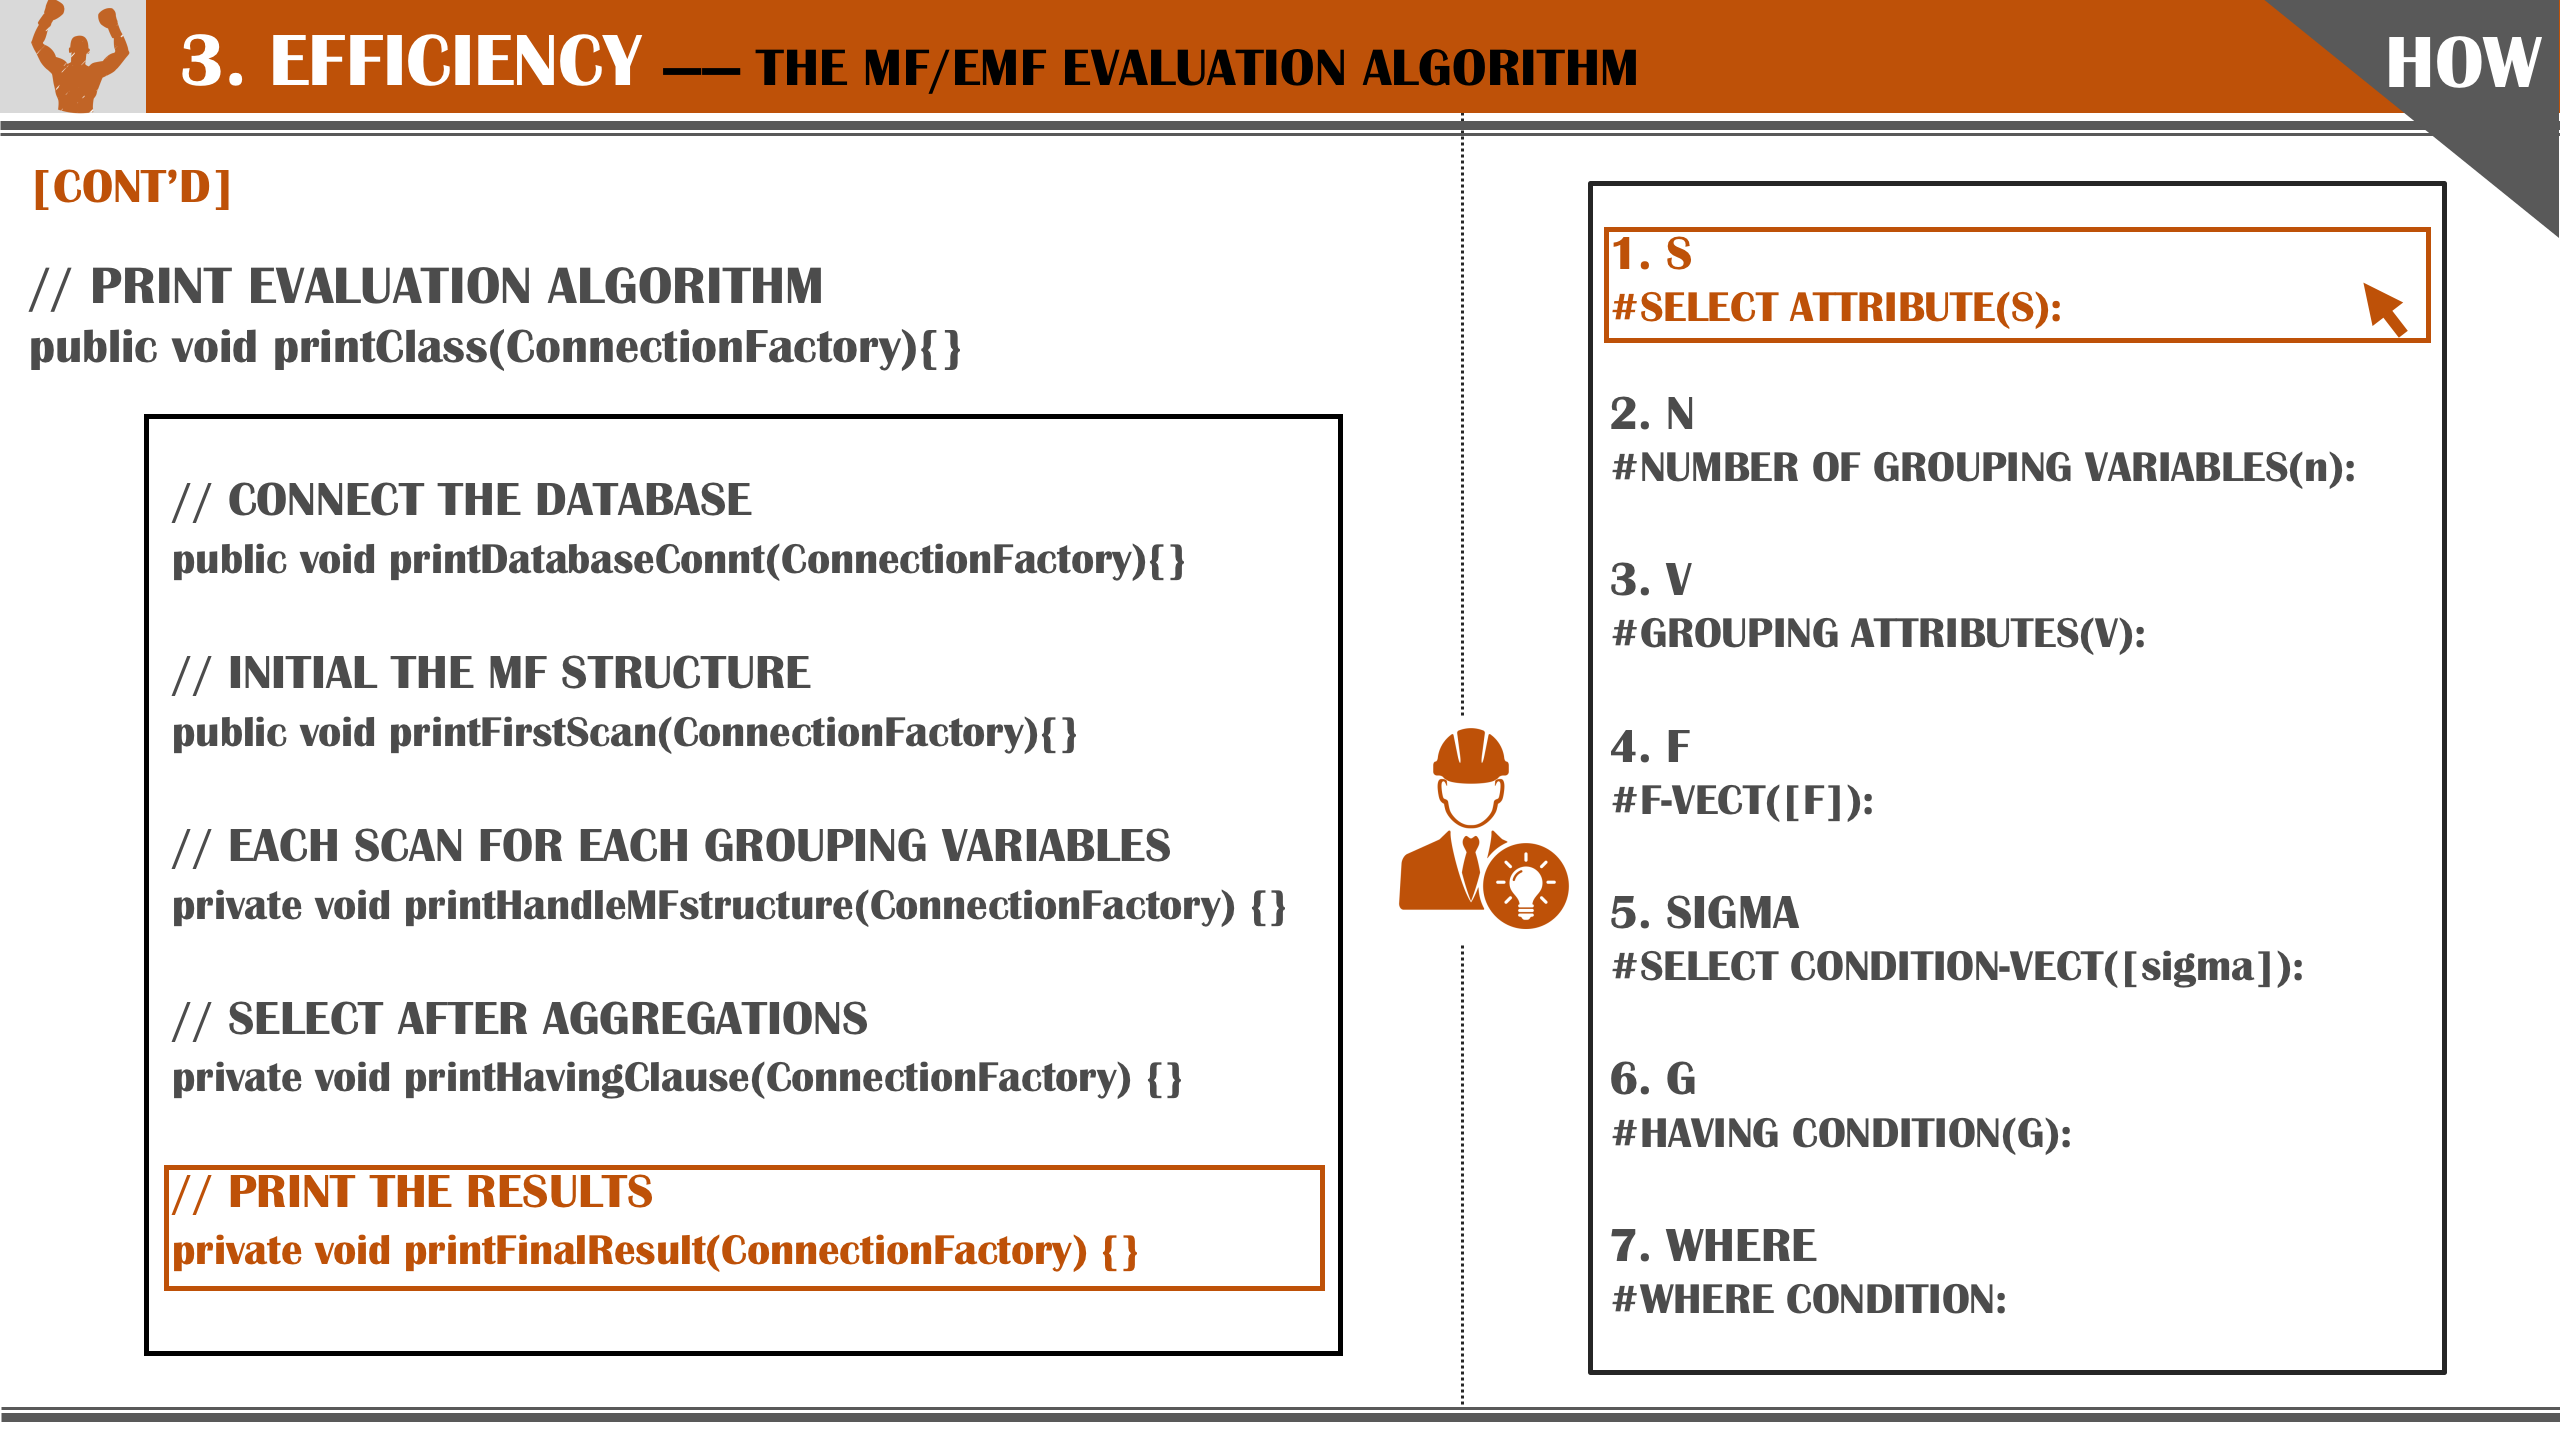 3. EFFICIENCY —— THE MF/EMF EVALUATION ALGORITHM
HOW
[CONT’D]
// PRINT EVALUATION ALGORITHM
public void printClass(ConnectionFactory){}
// CONNECT THE DATABASE
public void printDatabaseConnt(ConnectionFactory){}
// INITIAL THE MF STRUCTURE
public void printFirstScan(ConnectionFactory){}
// EACH SCAN FOR EACH GROUPING VARIABLES
private void printHandleMFstructure(ConnectionFactory) {}
// SELECT AFTER AGGREGATIONS
private void printHavingClause(ConnectionFactory) {}
// PRINT THE RESULTS
private void printFinalResult(ConnectionFactory) {}
1. S
#SELECT ATTRIBUTE(S):
2. N
#NUMBER OF GROUPING VARIABLES(n):
3. V
#GROUPING ATTRIBUTES(V):
4. F
#F-VECT([F]):
5. SIGMA
#SELECT CONDITION-VECT([sigma]):
6. G
#HAVING CONDITION(G):
7. WHERE
#WHERE CONDITION: